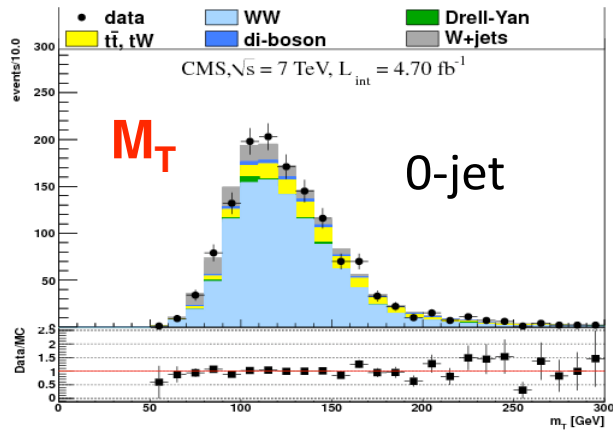 data WW Drell-Yan
tt̄, tW di-boson W+jets
events/10.0
300
CMS,√s = 7 TeV, L int = 4.70 fb⁻¹
250
M_T
0-jet
200
150
100
50
Data/MC
2.5
2
1.5
1
0.5
0
0 50 100 150 200 250 300
m_T [GeV]